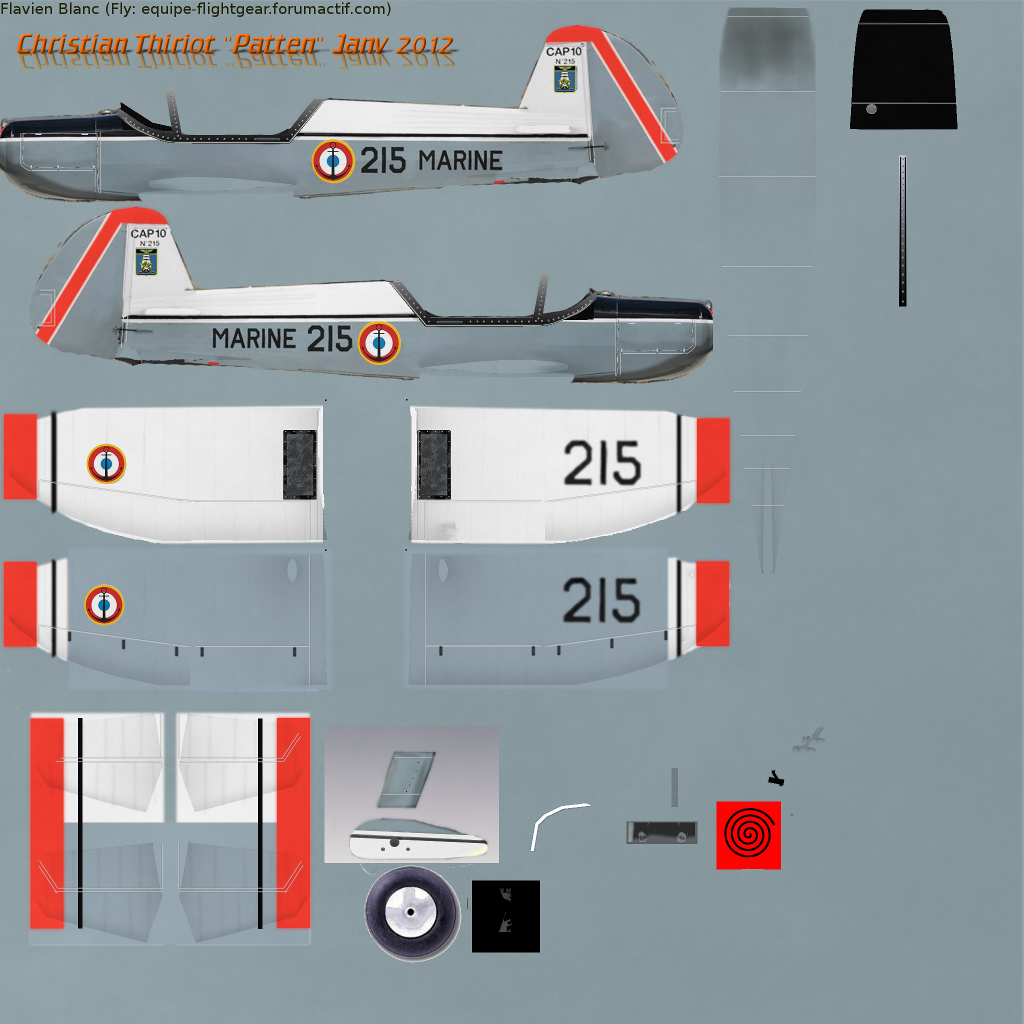 Flavien Blanc (Fly: equipe-flightgear.forumactif.com)
Christian Thiriot "Patten" Janv 2012
CAP10
N°215
215 MARINE
CAP10
N°215
MARINE 215
215
215